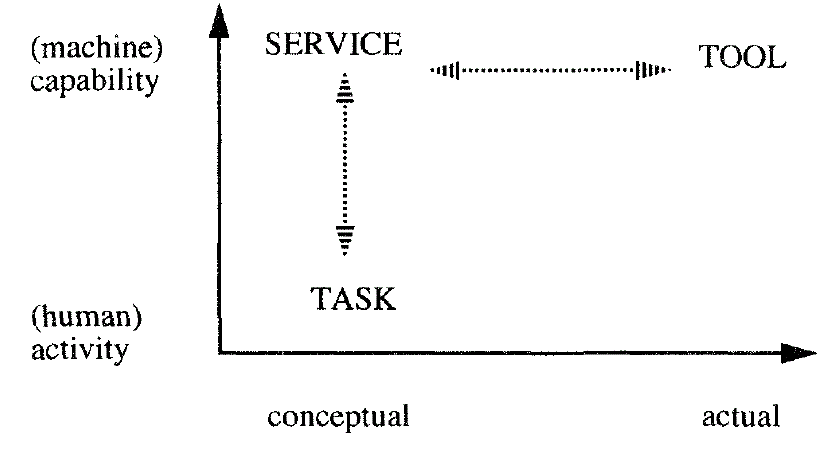 (machine)
capability
SERVICE
TOOL
TASK
(human)
activity
conceptual
actual